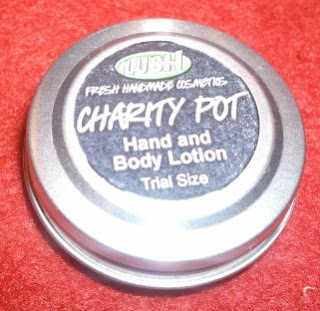 LUSH
FRESH HANDMADE COSMETICS
CHARITY POT
Hand and
Body Lotion
Trial Size